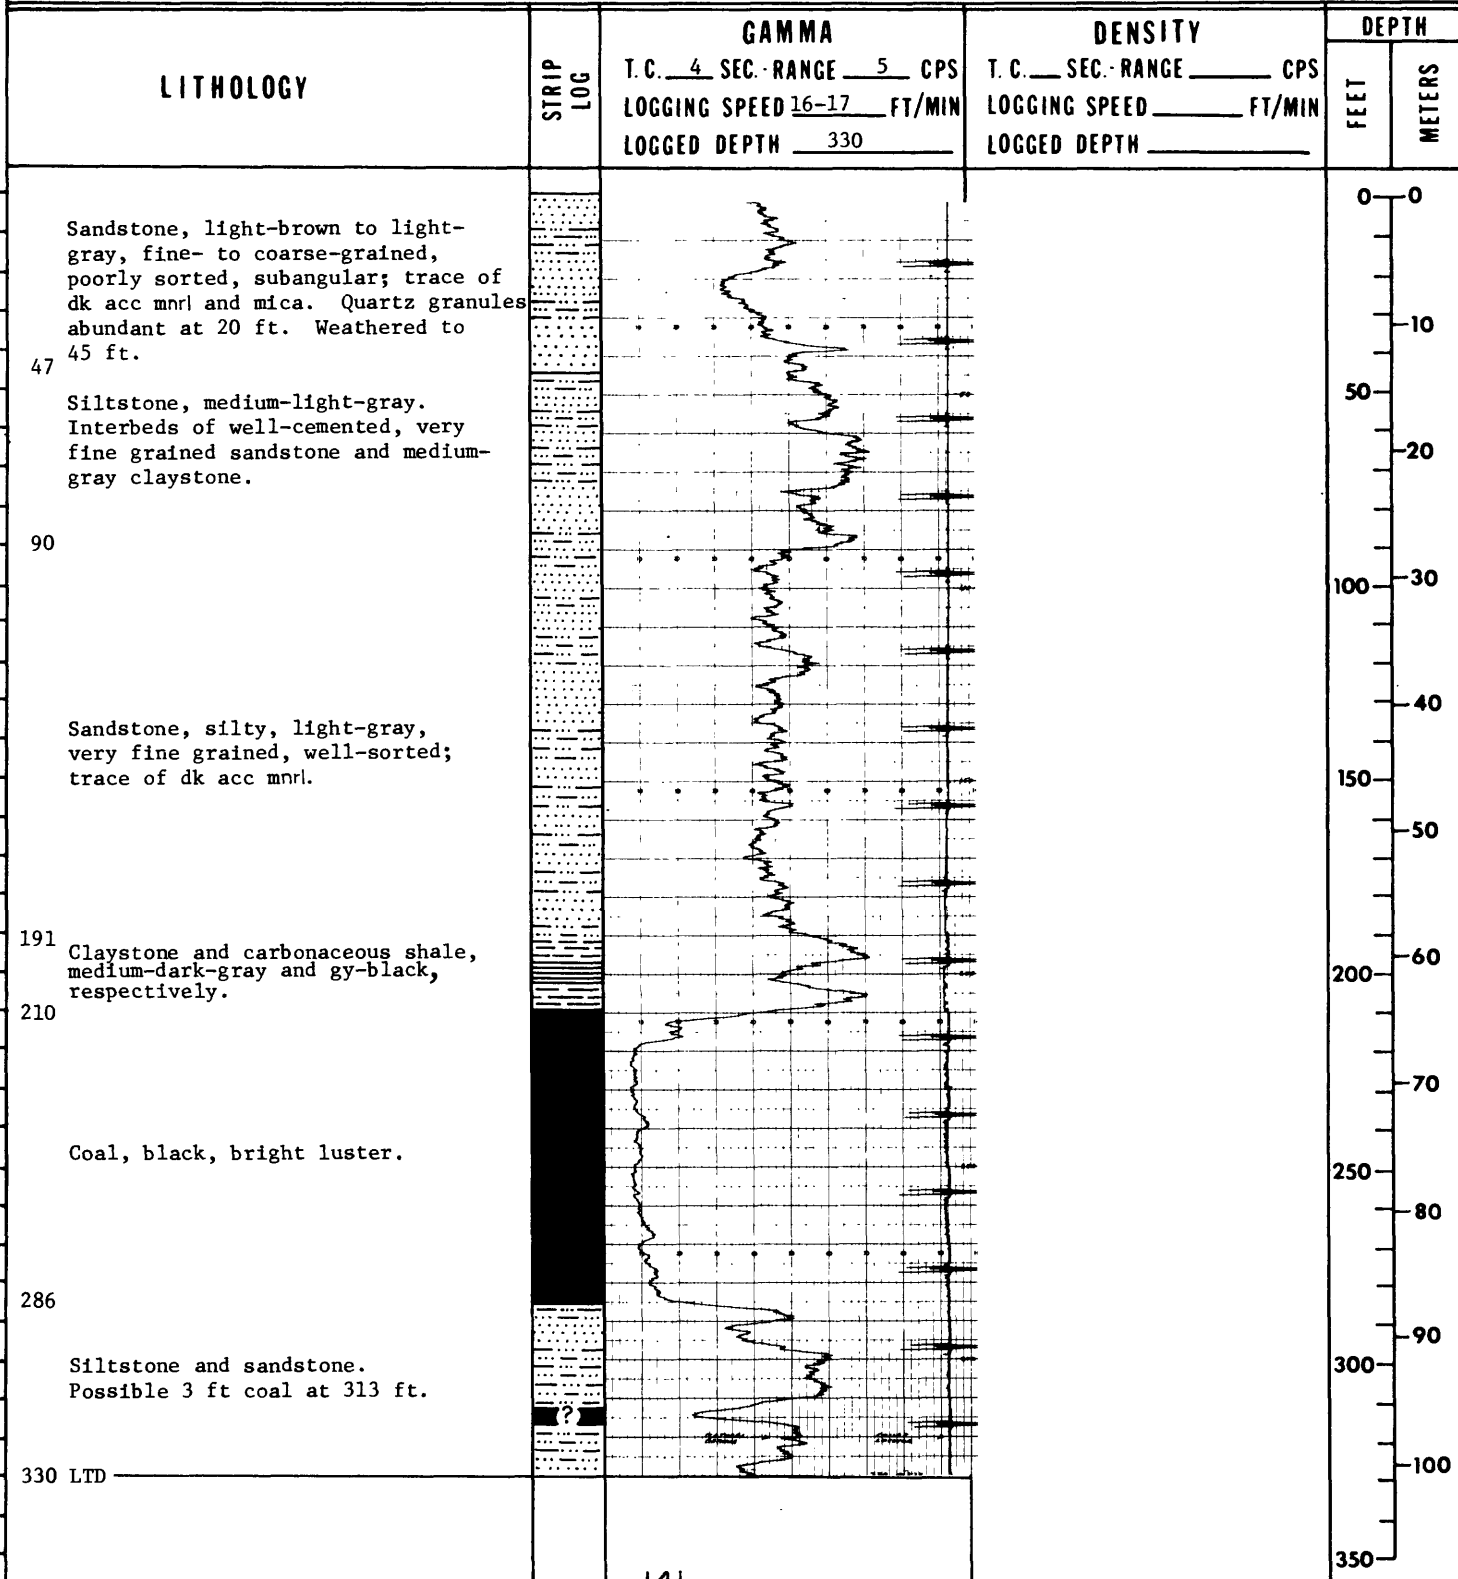 LITHOLOGY
STRIP LOG
GAMMA
T.C. 4 SEC.-RANGE 5 CPS
LOGGING SPEED 16-17 FT/MIN
LOGGED DEPTH 330
DENSITY
T.C. SEC.-RANGE CPS
LOGGING SPEED FT/MIN
LOGGED DEPTH
DEPTH
FEET
METERS
Sandstone, light-brown to light-
gray, fine- to coarse-grained,
poorly sorted, subangular; trace of
dk acc mnrl and mica. Quartz granules
abundant at 20 ft. Weathered to
45 ft.
47
Siltstone, medium-light-gray.
Interbeds of well-cemented, very
fine grained sandstone and medium-
gray claystone.
90
Sandstone, silty, light-gray,
very fine grained, well-sorted;
trace of dk acc mnrl.
191
Claystone and carbonaceous shale,
medium-dark-gray and gy-black,
respectively.
210
Coal, black, bright luster.
286
Siltstone and sandstone.
Possible 3 ft coal at 313 ft.
?
330 LTD
0
50
100
150
200
250
300
350
0
10
20
30
40
50
60
70
80
90
100